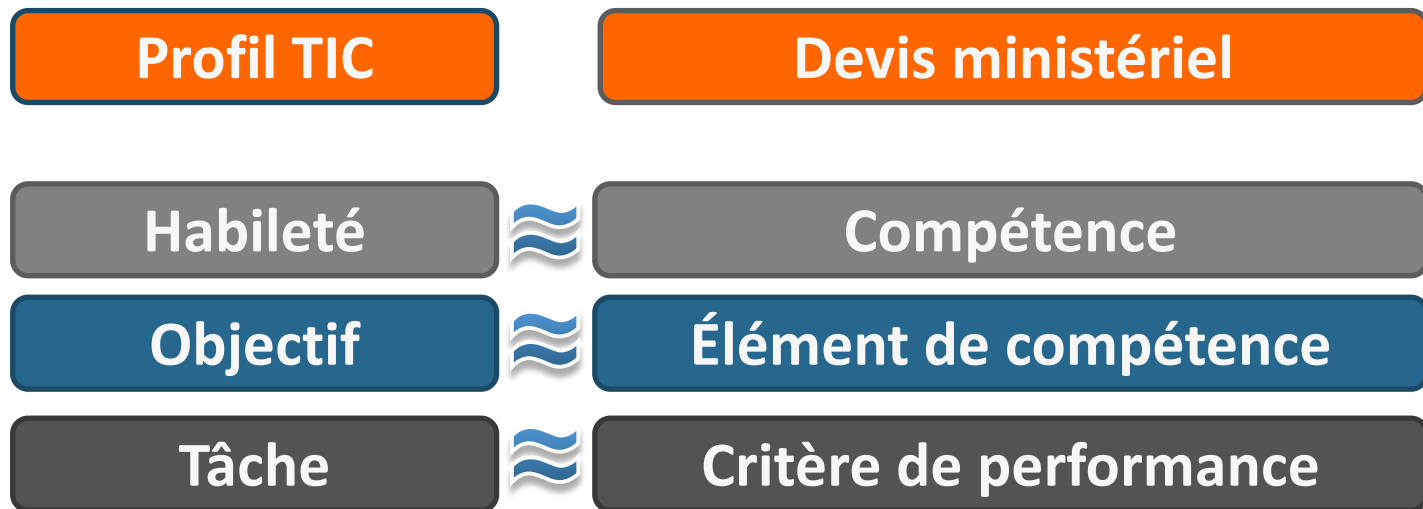 Profil TIC
Devis ministériel
Habileté ≈ Compétence
Objectif ≈ Élément de compétence
Tâche ≈ Critère de performance